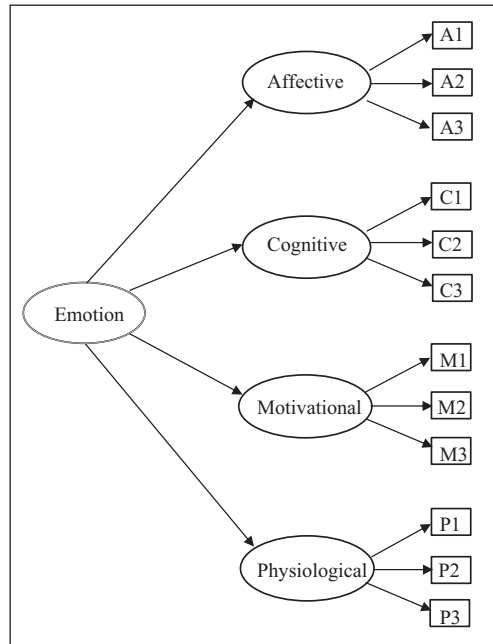 A1
Affective
A2
A3
C1
Cognitive
C2
C3
Emotion
M1
Motivational
M2
M3
P1
Physiological
P2
P3